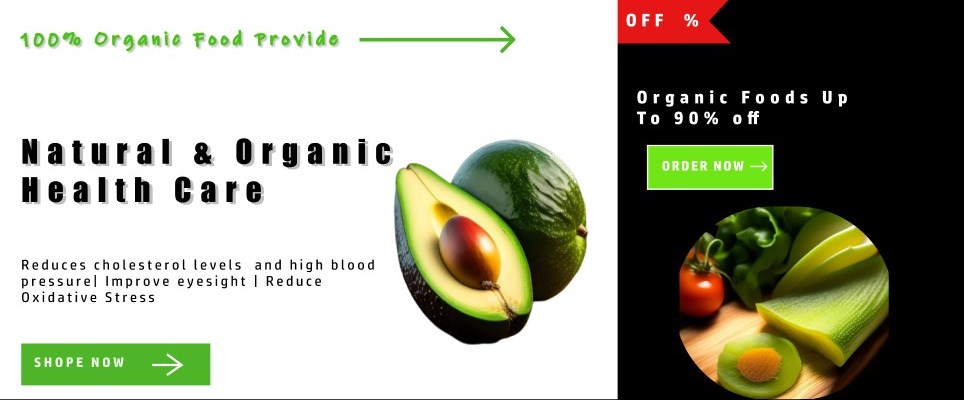 100% Organic Food Provide
Natural & Organic
Health Care
Reduces cholesterol levels and high blood
pressure| Improve eyesight | Reduce
Oxidative Stress
SHOPE NOW
OFF %
Organic Foods Up
To 90% off
ORDER NOW